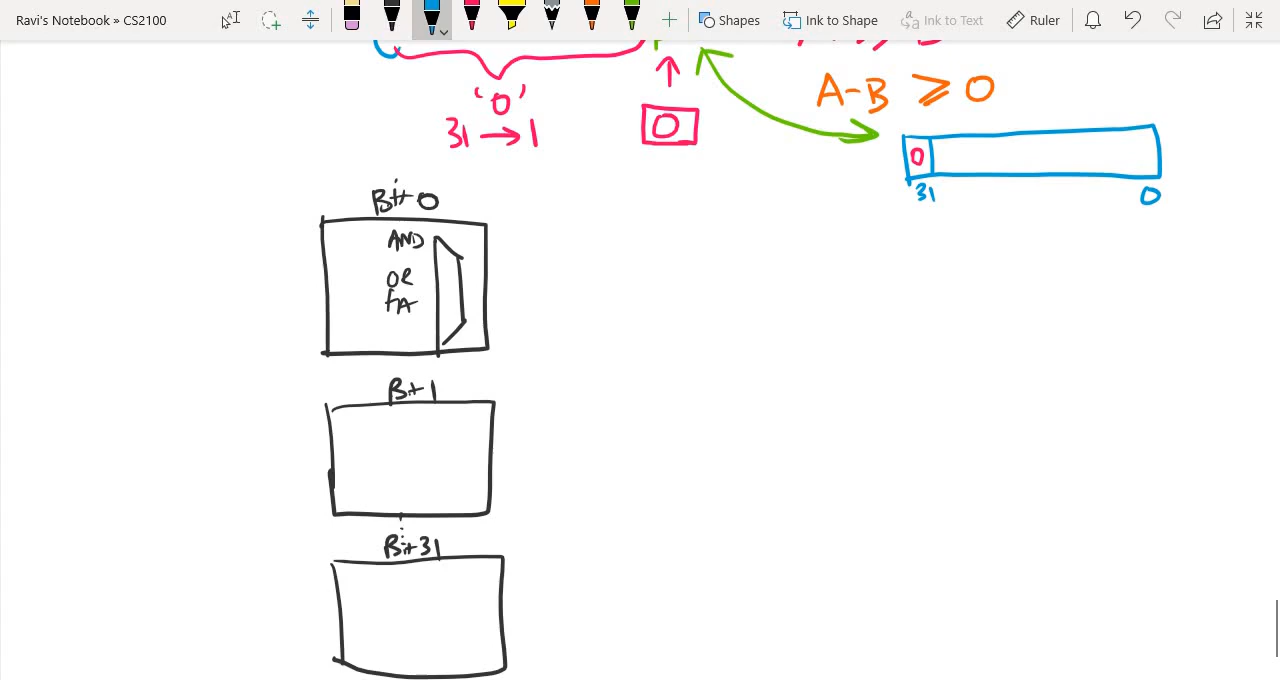 Ravi's Notebook » CS2100
Shapes
Ink to Shape
Ink to Text
Ruler
'0'
31 → 1
0
A-B ≥ 0
0
31
0
Bit 0
AND
OR
FA
Bit 1
Bit 31